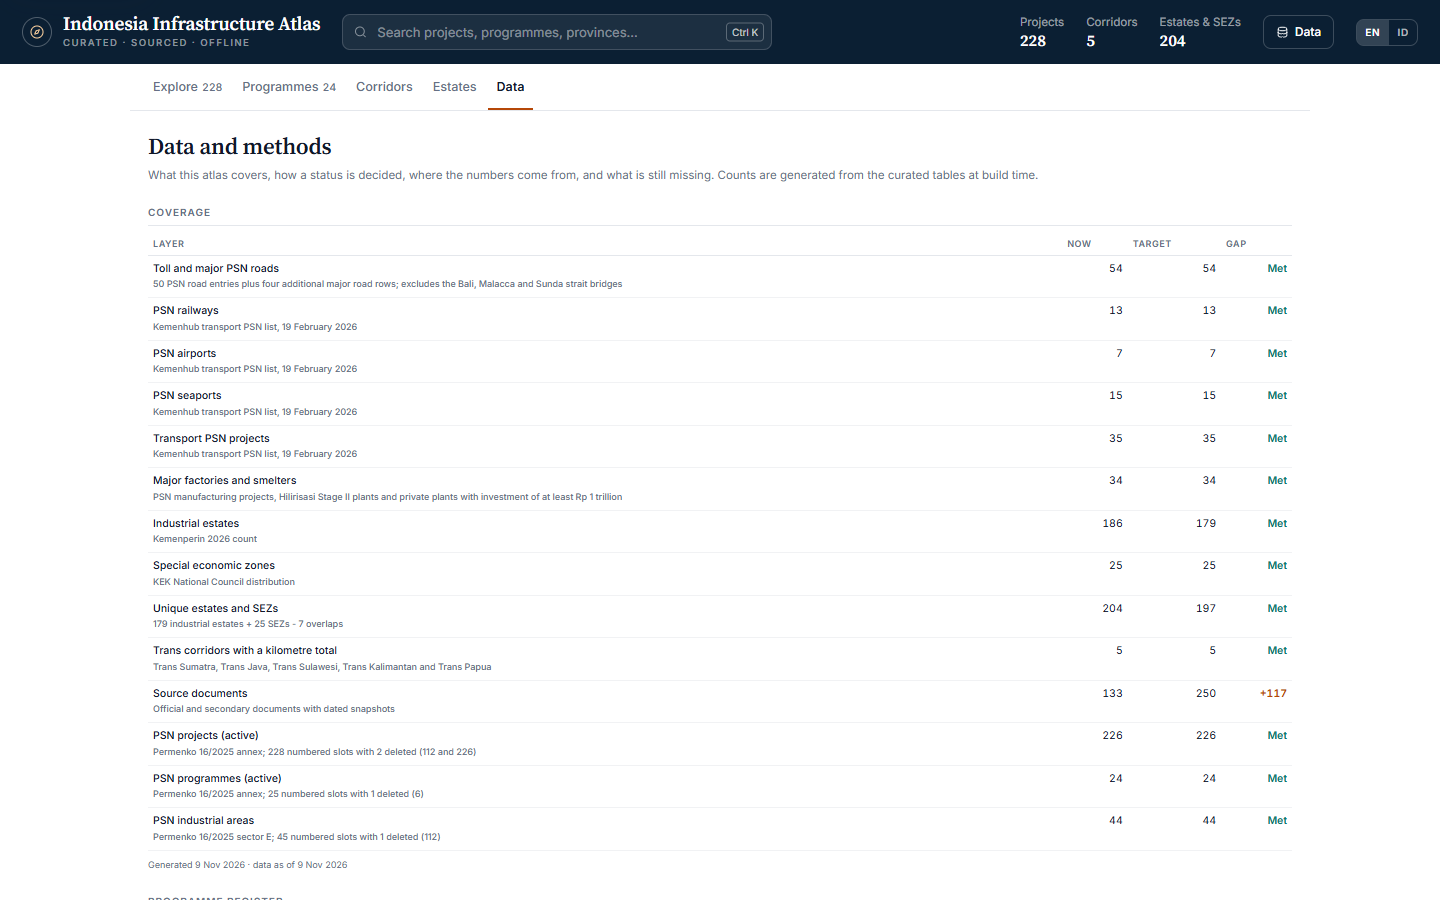 Indonesia Infrastructure Atlas
CURATED · SOURCED · OFFLINE
Search projects, programmes, provinces...
Ctrl K
Projects
228
Corridors
5
Estates & SEZs
204
Data
EN
ID
Explore 228
Programmes 24
Corridors
Estates
Data
Data and methods
What this atlas covers, how a status is decided, where the numbers come from, and what is still missing. Counts are generated from the curated tables at build time.
COVERAGE
LAYER NOW TARGET GAP
Toll and major PSN roads 54 54 Met
50 PSN road entries plus four additional major road rows; excludes the Bali, Malacca and Sunda strait bridges
PSN railways 13 13 Met
Kemenhub transport PSN list, 19 February 2026
PSN airports 7 7 Met
Kemenhub transport PSN list, 19 February 2026
PSN seaports 15 15 Met
Kemenhub transport PSN list, 19 February 2026
Transport PSN projects 35 35 Met
Kemenhub transport PSN list, 19 February 2026
Major factories and smelters 34 34 Met
PSN manufacturing projects, Hilirisasi Stage II plants and private plants with investment of at least Rp 1 trillion
Industrial estates 186 179 Met
Kemenperin 2026 count
Special economic zones 25 25 Met
KEK National Council distribution
Unique estates and SEZs 204 197 Met
179 industrial estates + 25 SEZs - 7 overlaps
Trans corridors with a kilometre total 5 5 Met
Trans Sumatra, Trans Java, Trans Sulawesi, Trans Kalimantan and Trans Papua
Source documents 133 250 +117
Official and secondary documents with dated snapshots
PSN projects (active) 226 226 Met
Permenko 16/2025 annex; 228 numbered slots with 2 deleted (112 and 226)
PSN programmes (active) 24 24 Met
Permenko 16/2025 annex; 25 numbered slots with 1 deleted (6)
PSN industrial areas 44 44 Met
Permenko 16/2025 sector E; 45 numbered slots with 1 deleted (112)
Generated 9 Nov 2026 · data as of 9 Nov 2026
PROGRAMME REGISTER